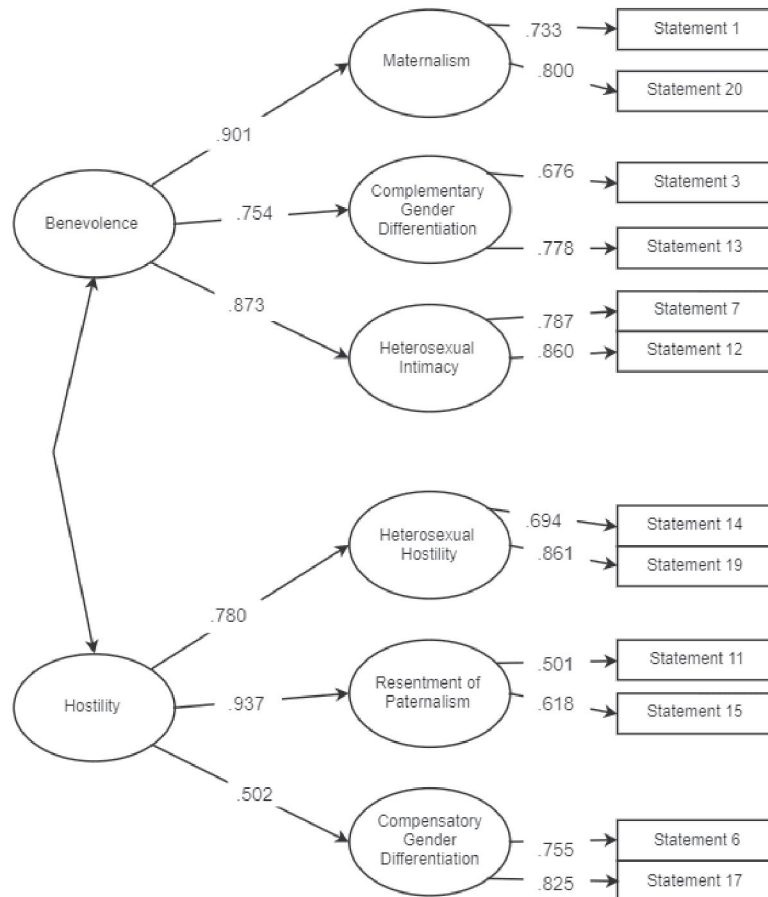 .733
Statement 1
Maternalism
.800
Statement 20
.901
.676
Statement 3
Complementary
Gender
Differentiation
Benevolence
.754
.778
Statement 13
.873
.787
Statement 7
Heterosexual
Intimacy
.860
Statement 12
.694
Statement 14
Heterosexual
Hostility
.861
Statement 19
.780
.501
Statement 11
Resentment of
Paternalism
Hostility
.937
.618
Statement 15
.502
Compensatory
Gender
Differentiation
.755
Statement 6
.825
Statement 17